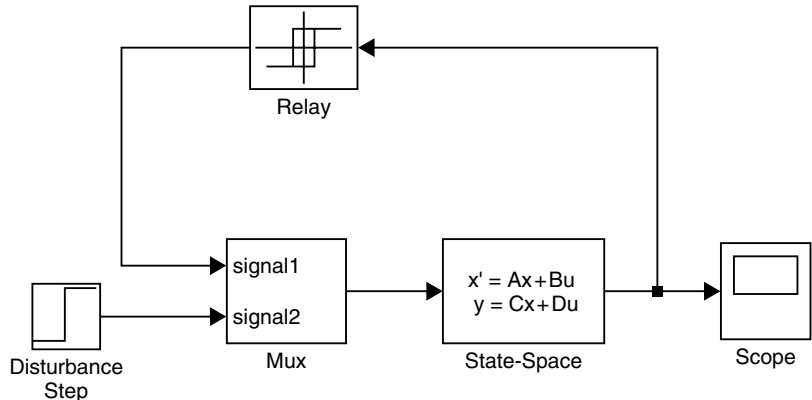 Relay
signal1
signal2
Mux
x' = Ax+Bu
y = Cx+Du
State-Space
Scope
Disturbance
Step